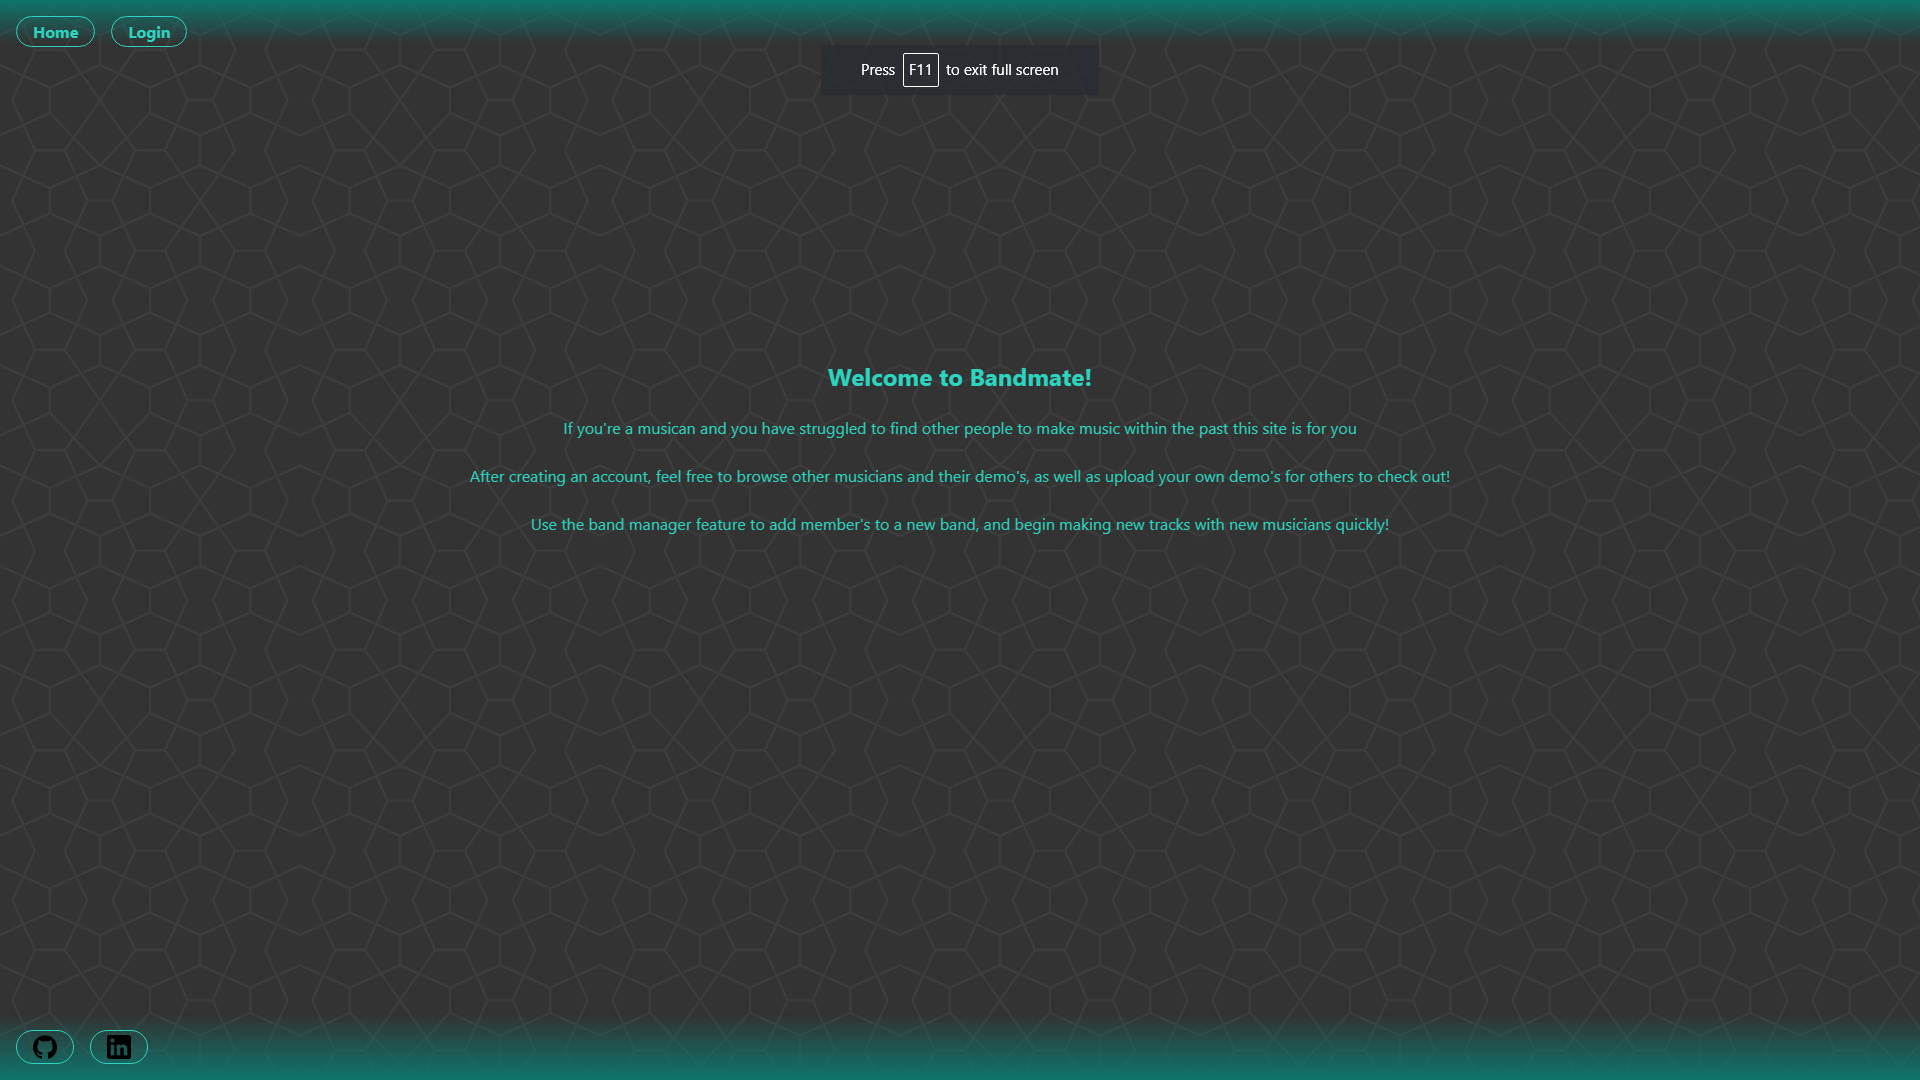 Home Login
Press F11 to exit full screen
Welcome to Bandmate!
If you're a musican and you have struggled to find other people to make music within the past this site is for you
After creating an account, feel free to browse other musicians and their demo's, as well as upload your own demo's for others to check out!
Use the band manager feature to add member's to a new band, and begin making new tracks with new musicians quickly!
in